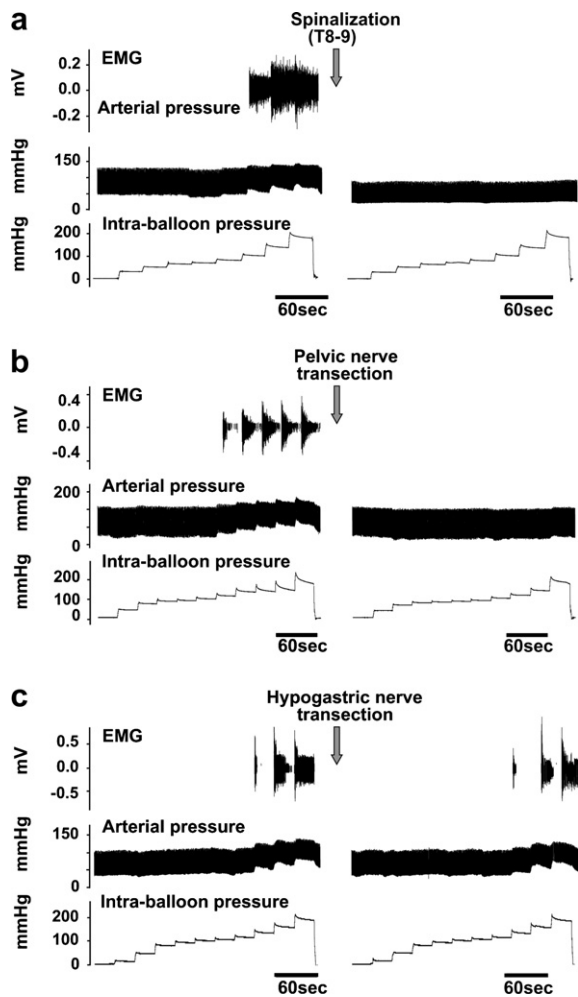 a
Spinalization
(T8-9)
EMG
mV
0.2
0.0
-0.2
Arterial pressure
mmHg
150
0
Intra-balloon pressure
mmHg
200
100
0
60sec
60sec
b
Pelvic nerve
transection
EMG
mV
0.4
0.0
-0.4
Arterial pressure
mmHg
200
0
Intra-balloon pressure
mmHg
200
100
0
60sec
60sec
c
Hypogastric nerve
transection
EMG
mV
0.5
0.0
-0.5
Arterial pressure
mmHg
150
0
Intra-balloon pressure
mmHg
200
100
0
60sec
60sec